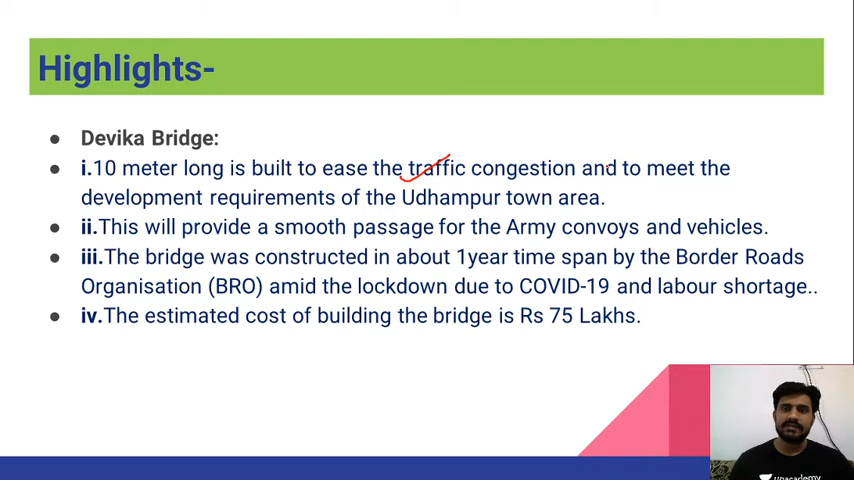 Highlights-
● Devika Bridge:
● i.10 meter long is built to ease the traffic congestion and to meet the
development requirements of the Udhampur town area.
● ii.This will provide a smooth passage for the Army convoys and vehicles.
● iii.The bridge was constructed in about 1year time span by the Border Roads
Organisation (BRO) amid the lockdown due to COVID-19 and labour shortage..
● iv.The estimated cost of building the bridge is Rs 75 Lakhs.
unacademy